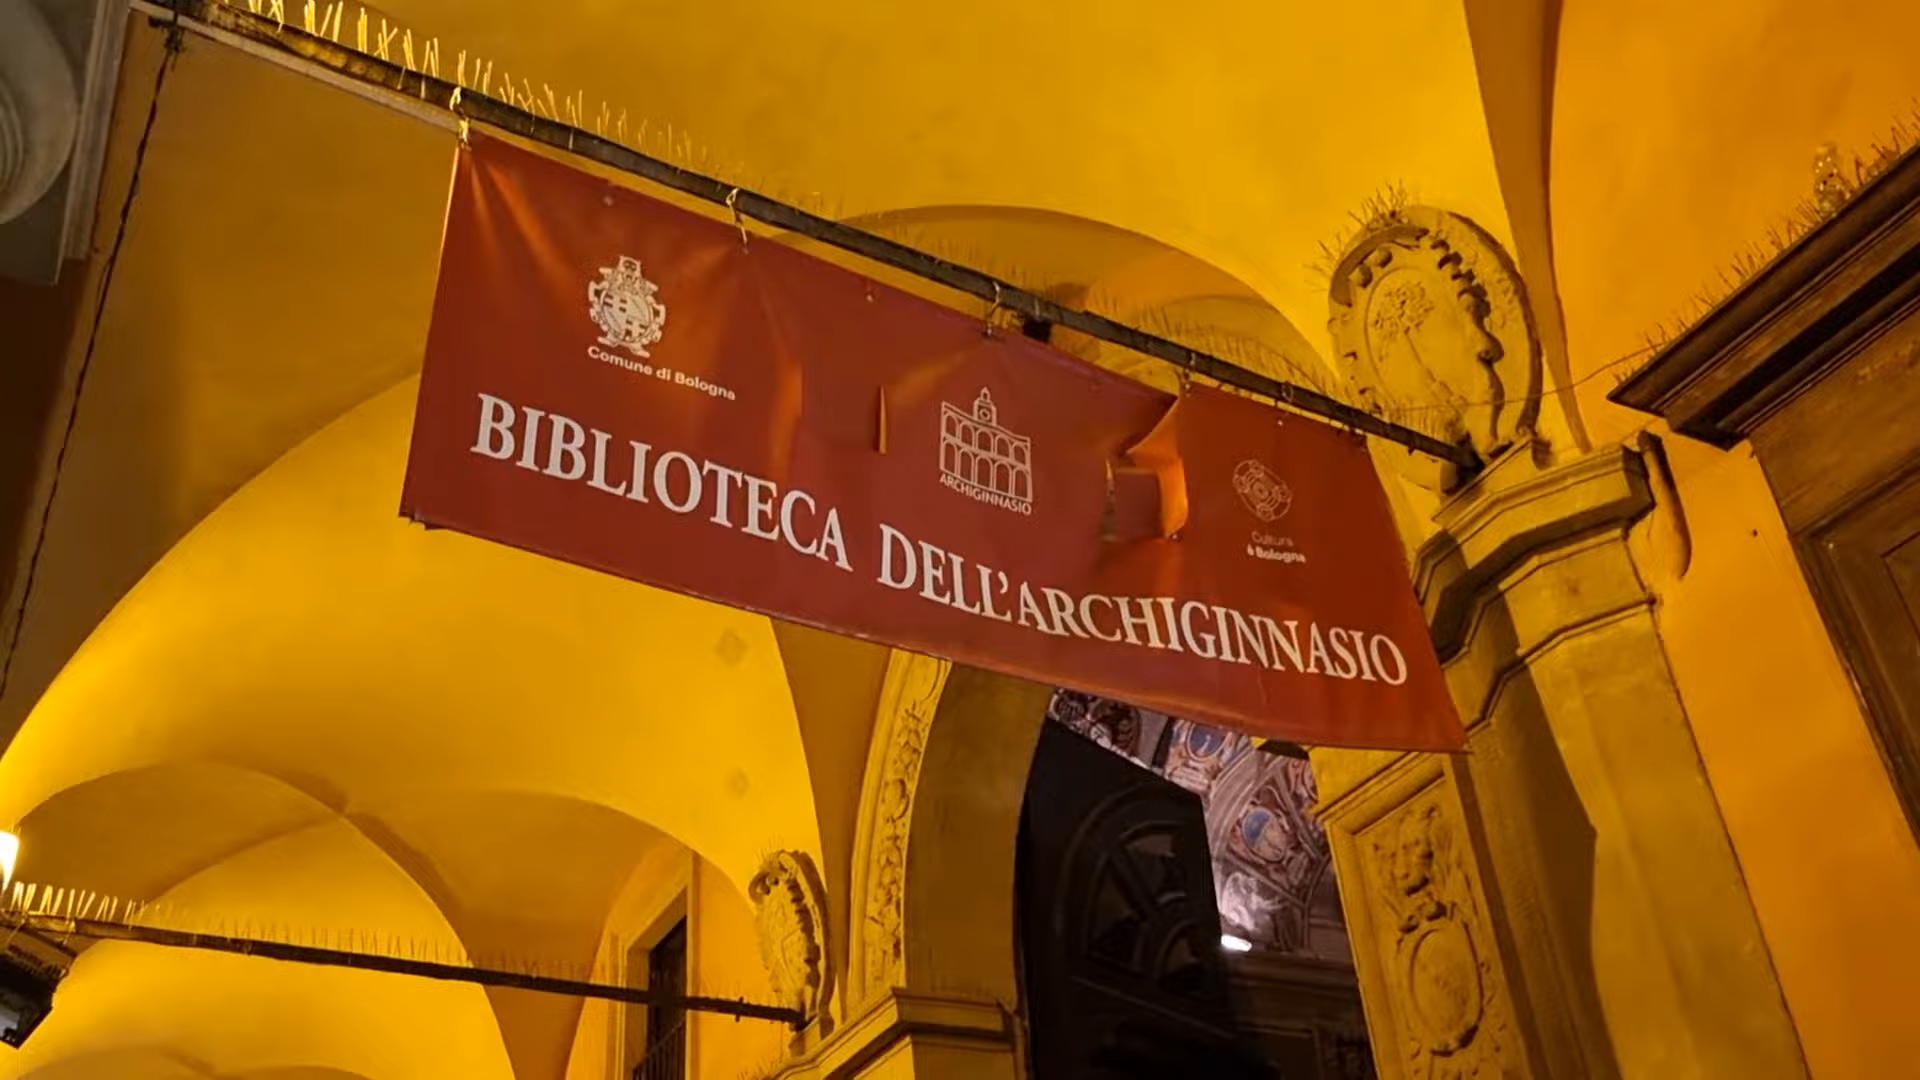 Comune di Bologna
ARCHIGINNASIO
Cultura
è Bologna
BIBLIOTECA DELL'ARCHIGINNASIO